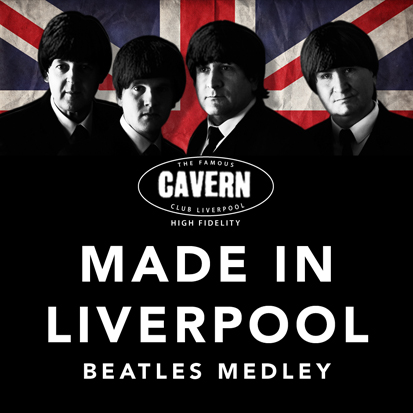 THE FAMOUS
CAVERN
CLUB LIVERPOOL
HIGH FIDELITY
MADE IN
LIVERPOOL
BEATLES MEDLEY